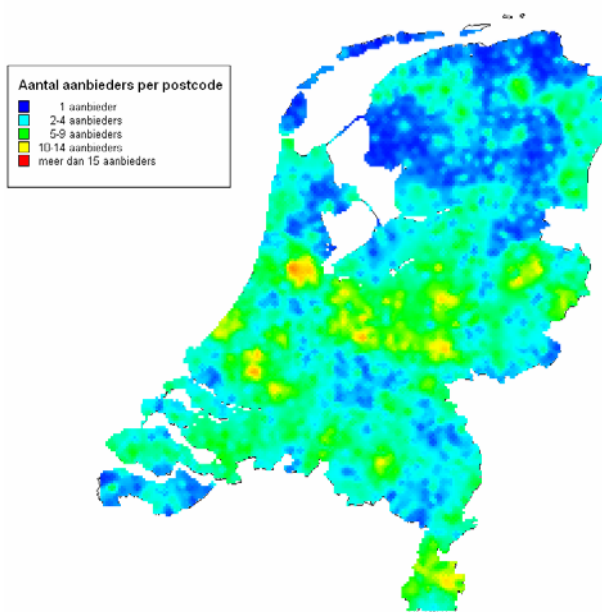 Aantal aanbieders per postcode
1 aanbieder
2-4 aanbieders
5-9 aanbieders
10-14 aanbieders
meer dan 15 aanbieders